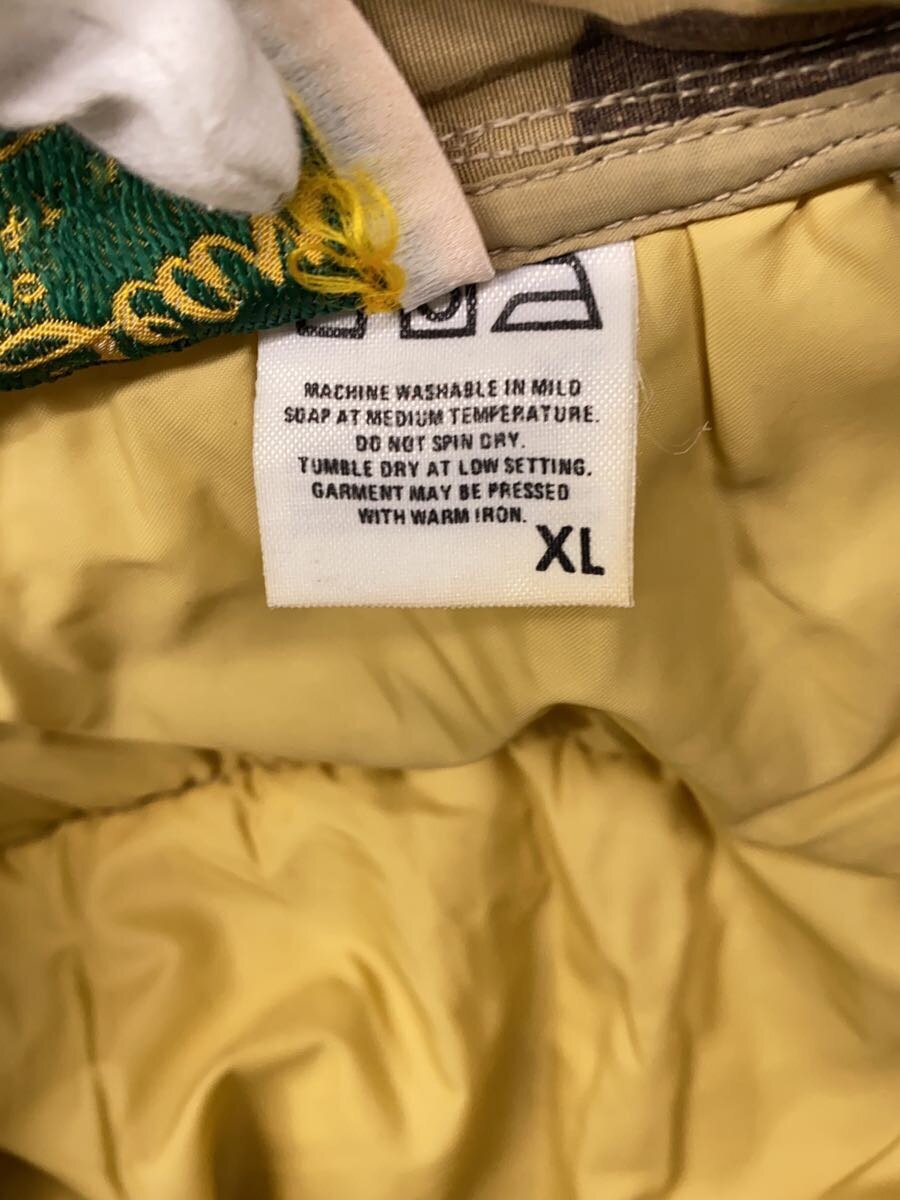 MACHINE WASHABLE IN MILD
SOAP AT MEDIUM TEMPERATURE.
DO NOT SPIN DRY.
TUMBLE DRY AT LOW SETTING.
GARMENT MAY BE PRESSED
WITH WARM IRON.
XL